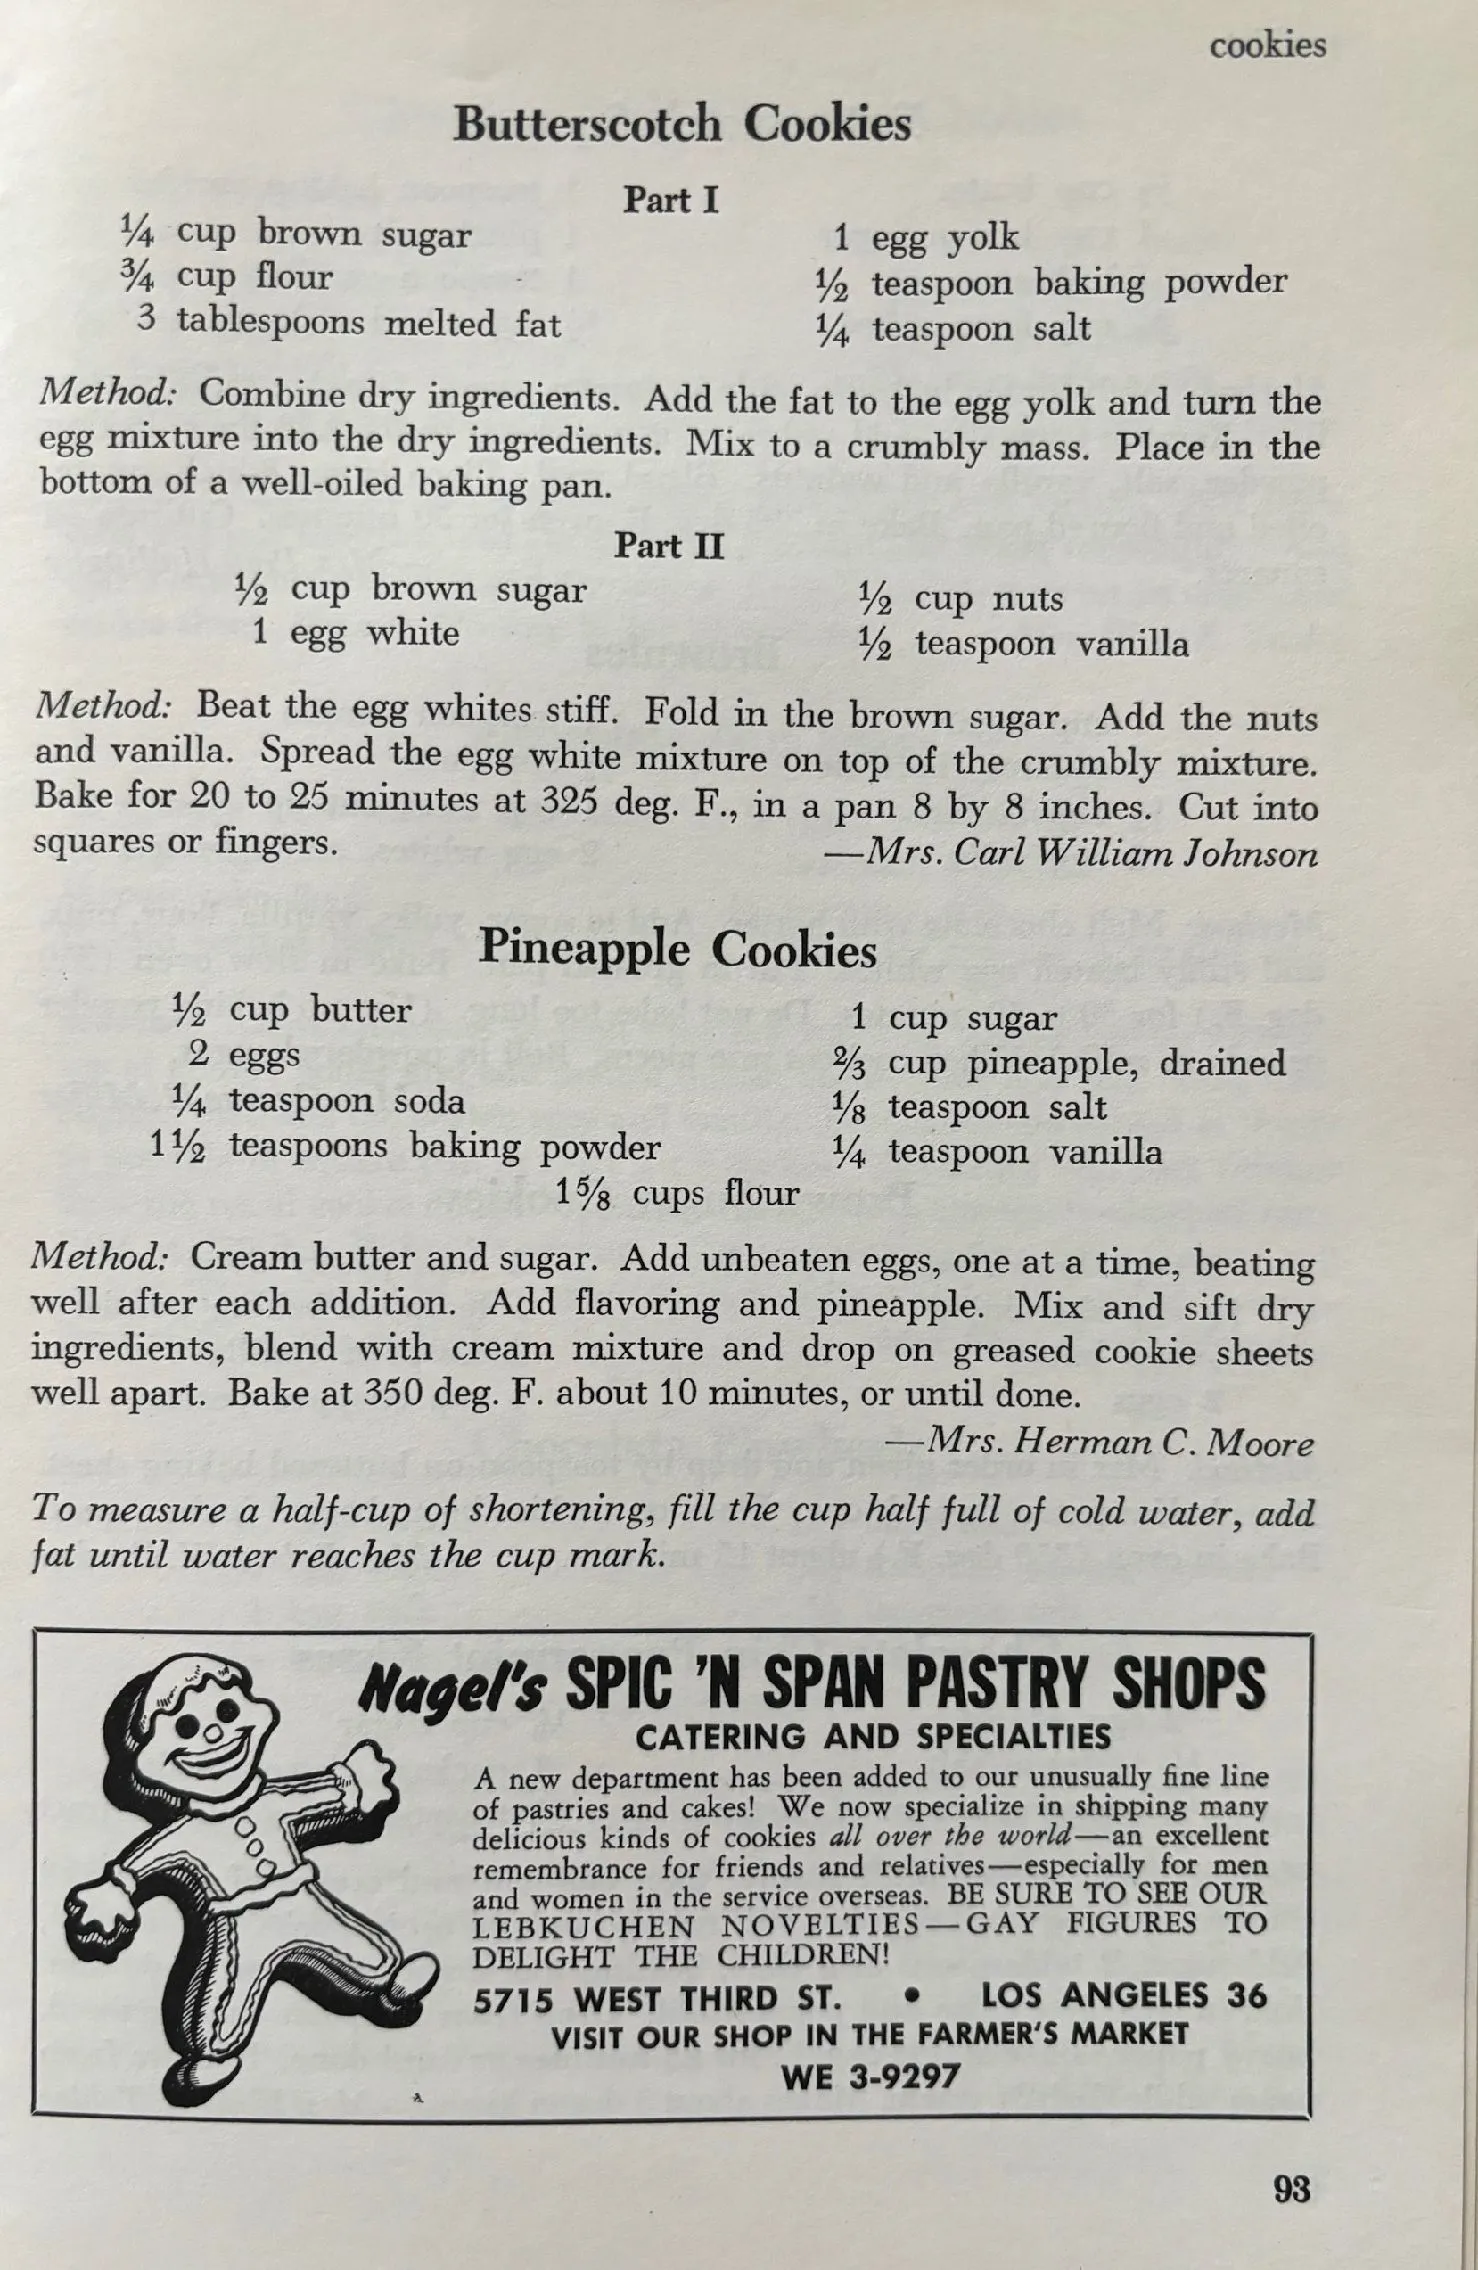 cookies
Butterscotch Cookies
Part I
¼ cup brown sugar
¾ cup flour
3 tablespoons melted fat
1 egg yolk
½ teaspoon baking powder
¼ teaspoon salt
Method: Combine dry ingredients. Add the fat to the egg yolk and turn the
egg mixture into the dry ingredients. Mix to a crumbly mass. Place in the
bottom of a well-oiled baking pan.
Part II
½ cup brown sugar
1 egg white
½ cup nuts
½ teaspoon vanilla
Method: Beat the egg whites stiff. Fold in the brown sugar. Add the nuts
and vanilla. Spread the egg white mixture on top of the crumbly mixture.
Bake for 20 to 25 minutes at 325 deg. F., in a pan 8 by 8 inches. Cut into
squares or fingers. —Mrs. Carl William Johnson
Pineapple Cookies
½ cup butter
2 eggs
¼ teaspoon soda
1½ teaspoons baking powder
1 cup sugar
⅔ cup pineapple, drained
⅛ teaspoon salt
¼ teaspoon vanilla
1⅝ cups flour
Method: Cream butter and sugar. Add unbeaten eggs, one at a time, beating
well after each addition. Add flavoring and pineapple. Mix and sift dry
ingredients, blend with cream mixture and drop on greased cookie sheets
well apart. Bake at 350 deg. F. about 10 minutes, or until done.
—Mrs. Herman C. Moore
To measure a half-cup of shortening, fill the cup half full of cold water, add
fat until water reaches the cup mark.
Nagel's SPIC 'N SPAN PASTRY SHOPS
CATERING AND SPECIALTIES
A new department has been added to our unusually fine line
of pastries and cakes! We now specialize in shipping many
delicious kinds of cookies all over the world—an excellent
remembrance for friends and relatives—especially for men
and women in the service overseas. BE SURE TO SEE OUR
LEBKUCHEN NOVELTIES—GAY FIGURES TO
DELIGHT THE CHILDREN!
5715 WEST THIRD ST. • LOS ANGELES 36
VISIT OUR SHOP IN THE FARMER'S MARKET
WE 3-9297
93